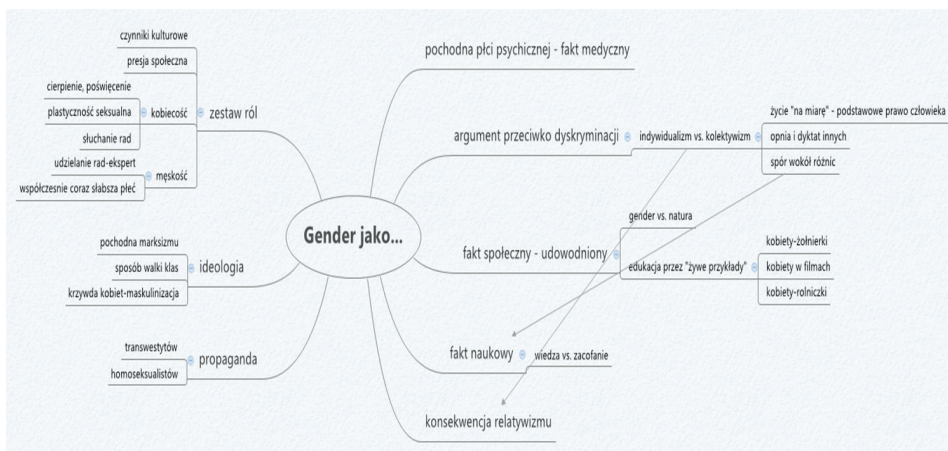 czynniki kulturowe
presja społeczna
cierpienie, poświęcenie
plastyczność seksualna
słuchanie rad
kobiecość
udzielanie rad-ekspert
współcześnie coraz słabsza płeć
męskość
zestaw ról
pochodna marksizmu
sposób walki klas
krzywda kobiet-maskulinizacja
ideologia
transwestytów
homoseksualistów
propaganda
Gender jako...
pochodna płci psychicznej - fakt medyczny
argument przeciwko dyskryminacji
indywidualizm vs. kolektywizm
życie "na miarę" - podstawowe prawo człowieka
opnia i dyktat innych
spór wokół różnic
fakt społeczny - udowodniony
gender vs. natura
edukacja przez "żywe przykłady"
kobiety-żołnierki
kobiety w filmach
kobiety-rolniczki
fakt naukowy
wiedza vs. zacofanie
konsekwencja relatywizmu